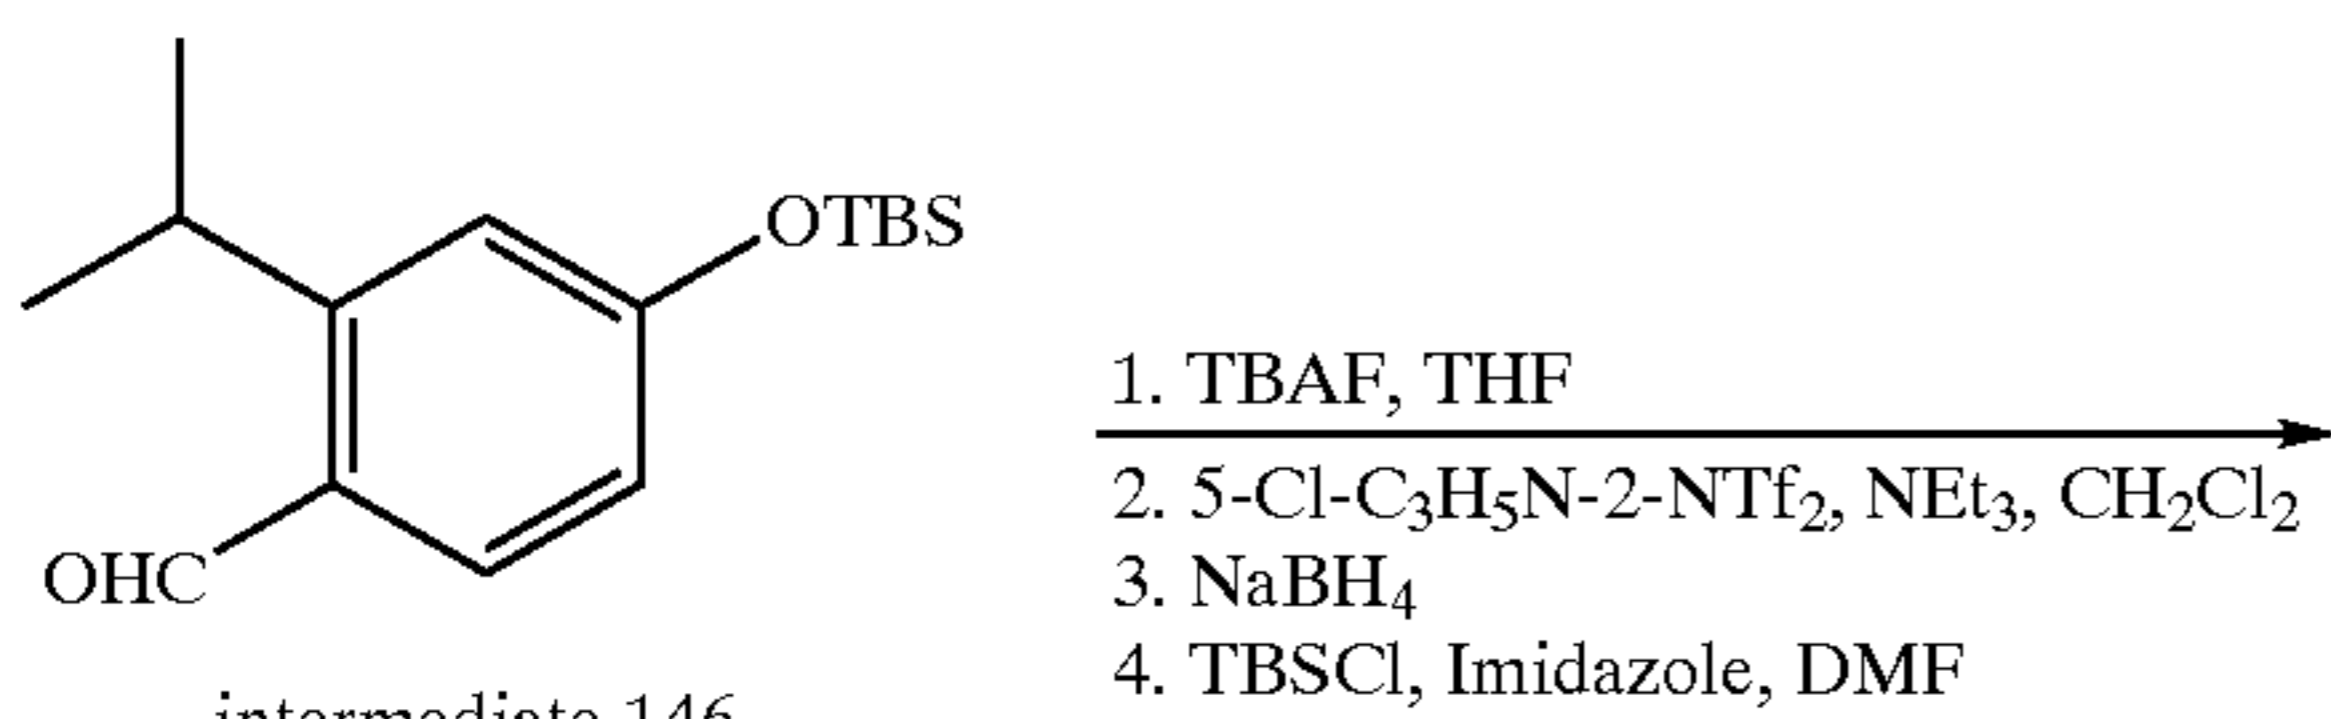 OTBS
OHC
1. TBAF, THF
2. 5-Cl-C₃H₅N-2-NTf₂, NEt₃, CH₂Cl₂
3. NaBH₄
4. TBSCl, Imidazole, DMF
intermediate 146